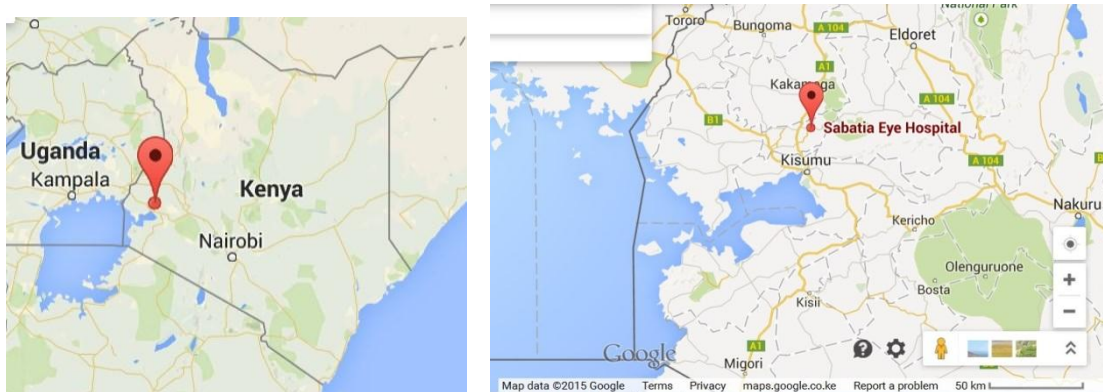 Uganda
Kampala
Kenya
Nairobi
Tororo
Bungoma
A 104
Eldoret
A1
Kakamega
A 104
B1
Sabatia Eye Hospital
Kisumu
A 104
Nakuru
Kericho
Olenguruone
Bosta
Kisii
A1
Google
Migori
Map data ©2015 Google Terms Privacy maps.google.co.ke Report a problem 50 km